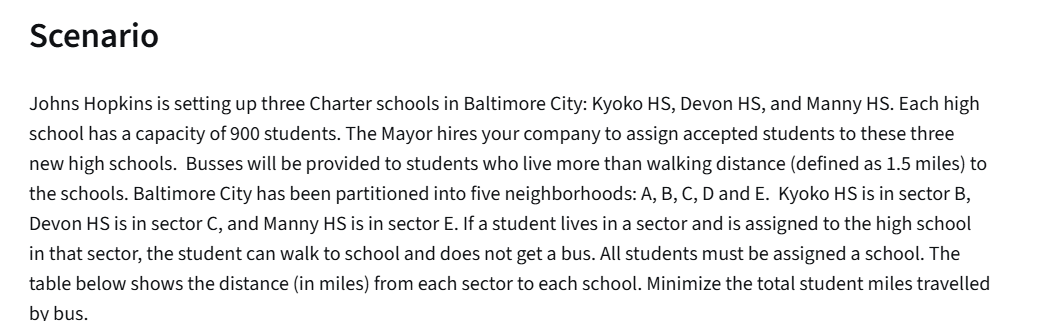 Scenario
Johns Hopkins is setting up three Charter schools in Baltimore City: Kyoko HS, Devon HS, and Manny HS. Each high
school has a capacity of 900 students. The Mayor hires your company to assign accepted students to these three
new high schools.  Busses will be provided to students who live more than walking distance (defined as 1.5 miles) to
the schools. Baltimore City has been partitioned into five neighborhoods: A, B, C, D and E.  Kyoko HS is in sector B,
Devon HS is in sector C, and Manny HS is in sector E. If a student lives in a sector and is assigned to the high school
in that sector, the student can walk to school and does not get a bus. All students must be assigned a school. The
table below shows the distance (in miles) from each sector to each school. Minimize the total student miles travelled
by bus.